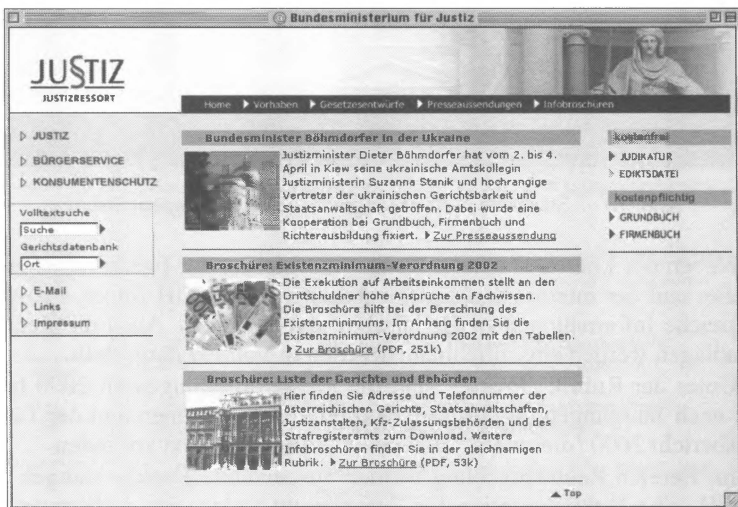 Bundesministerium für Justiz
JUSTIZ
JUSTIZRESSORT
Home Vorhaben Gesetzesentwürfe Presseaussendungen Infobroschüren
JUSTIZ
BÜRGERSERVICE
KONSUMENTENSCHUTZ
Volltextsuche
Suche
Gerichtsdatenbank
Ort
E-Mail
Links
Impressum
Bundesminister Böhmdorfer in der Ukraine
Justizminister Dieter Böhmdorfer hat vom 2. bis 4.
April in Kiew seine ukrainische Amtskollegin
Justizministerin Suzanna Stanik und hochrangige
Vertreter der ukrainischen Gerichtsbarkeit und
Staatsanwaltschaft getroffen. Dabei wurde eine
Kooperation bei Grundbuch, Firmenbuch und
Richterausbildung fixiert. Zur Presseaussendung
Broschüre: Existenzminimum-Verordnung 2002
Die Exekution auf Arbeitseinkommen stellt an den
Drittschuldner hohe Ansprüche an Fachwissen.
Die Broschüre hilft bei der Berechnung des
Existenzminimums. Im Anhang finden Sie die
Existenzminimum-Verordnung 2002 mit den Tabellen.
Zur Broschüre (PDF, 251k)
Broschüre: Liste der Gerichte und Behörden
Hier finden Sie Adresse und Telefonnummer der
österreichischen Gerichte, Staatsanwaltschaften,
Justizanstalten, Kfz-Zulassungsbehörden und des
Strafregisteramts zum Download. Weitere
Infobroschüren finden Sie in der gleichnamigen
Rubrik. Zur Broschüre (PDF, 53k)
Top
kostenfrei
JUDIKATUR
EDIKTSDATEI
kostenpflichtig
GRUNDBUCH
FIRMENBUCH